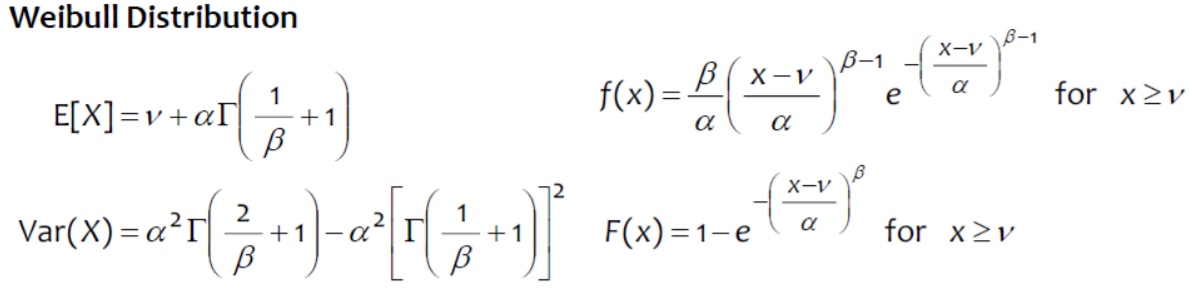 Weibull Distribution
E[X] = ν + αΓ(1/β + 1)
f(x) = β/α ((x−ν)/α)^(β−1) e^(−((x−ν)/α)^(β−1)) for x ≥ ν
Var(X) = α²Γ(2/β + 1) − α²[Γ(1/β + 1)]²
F(x) = 1 − e^(−((x−ν)/α)^β) for x ≥ ν